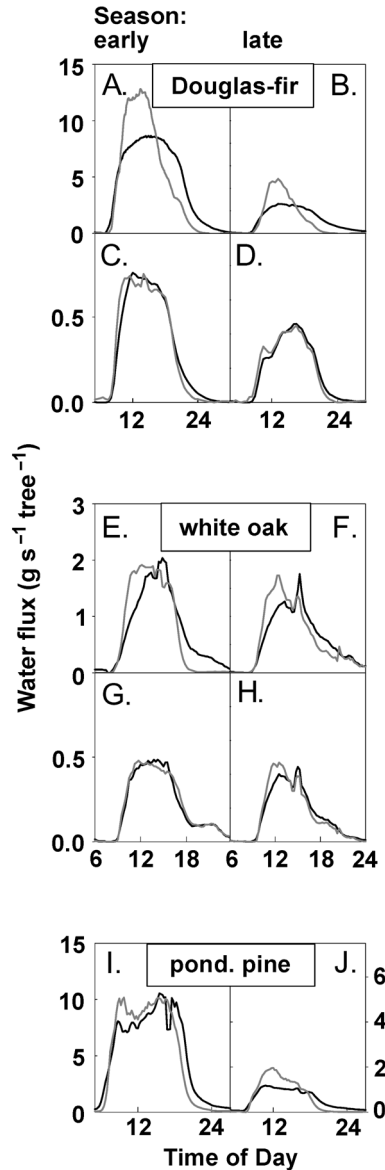 Season:
early late
15 A. Douglas-fir B.
10
5
0
C. D.
0.5
0.0
12 24 12 24
Water flux (g s⁻¹ tree⁻¹)
3 E. white oak F.
2
1
0
G. H.
0.5
0.0
6 12 18 6 12 18 24
15 I. pond. pine J.
10 6
5 4
2
0 0
12 24 12 24
Time of Day